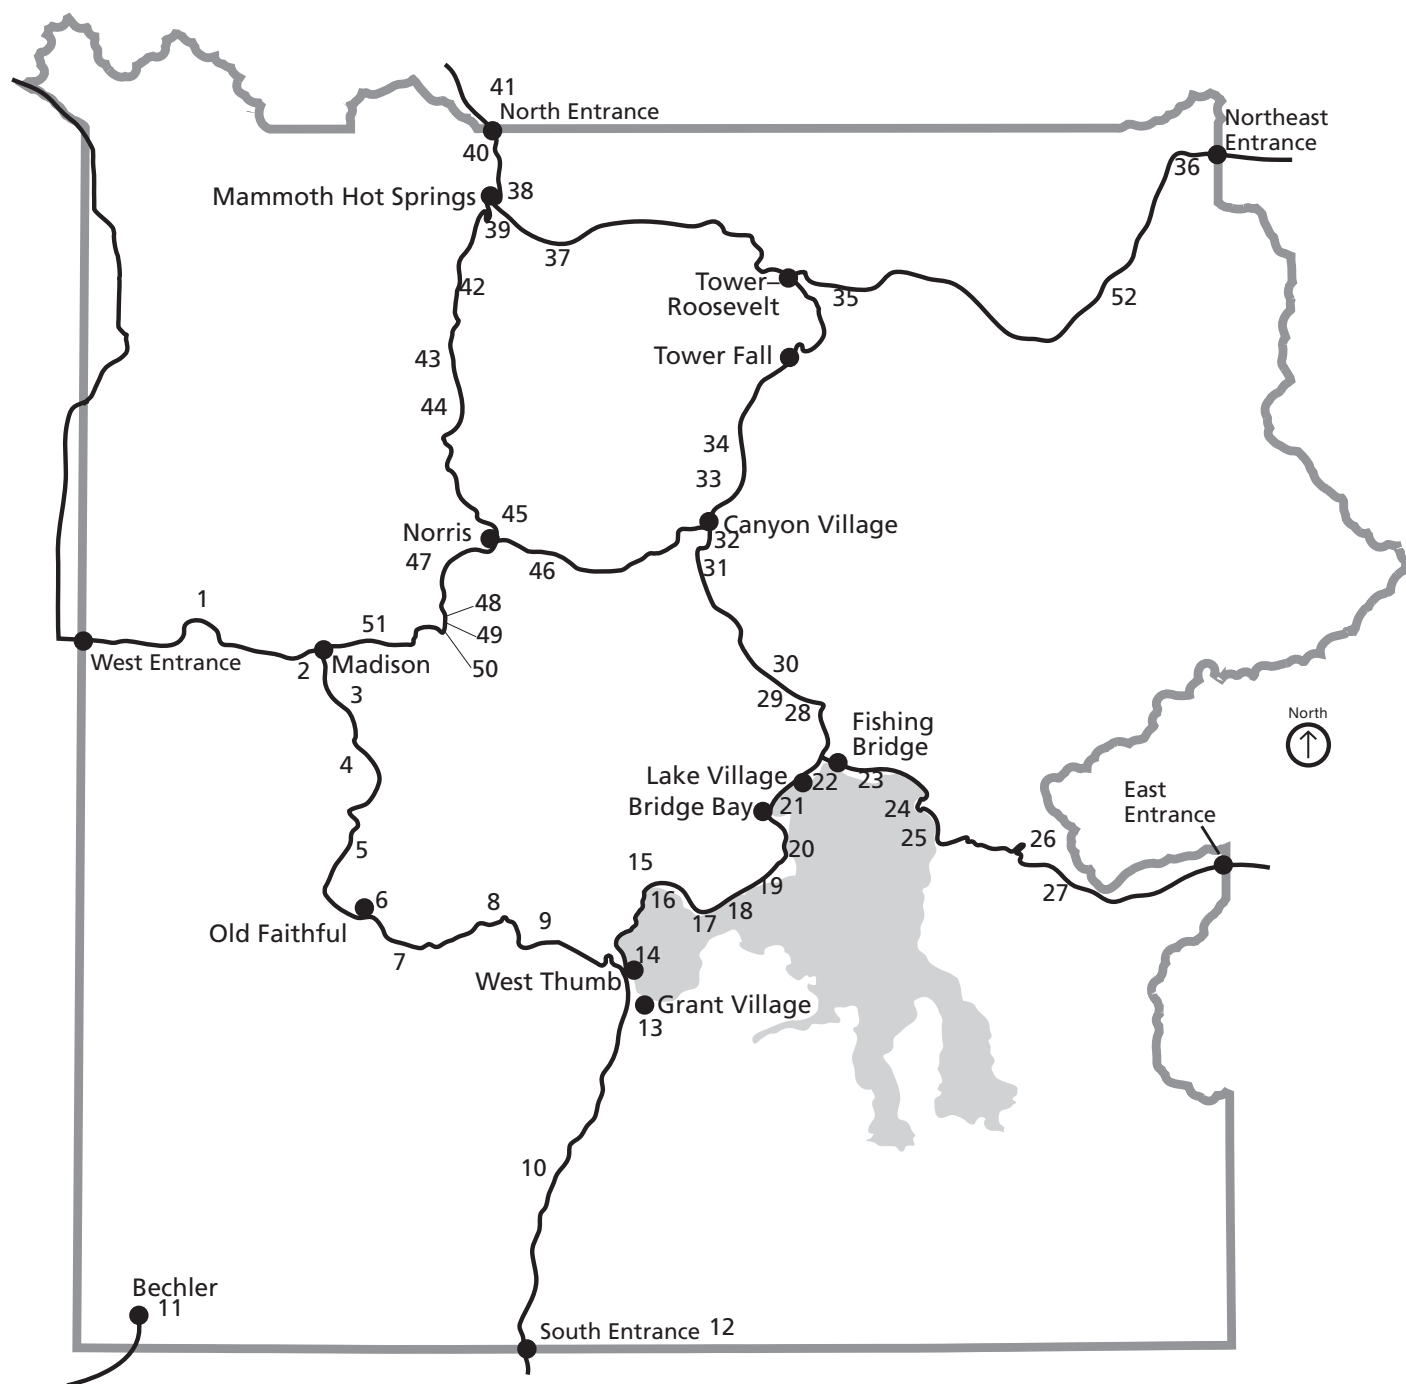 41
North Entrance
Northeast
Entrance
40
36
Mammoth Hot Springs
38
39
37
42
Tower–
Roosevelt
35
52
43
Tower Fall
44
34
33
45
Norris
Canyon Village
32
47
46
31
1
48
51
49
50
West Entrance
2
Madison
3
30
29
28
North
Fishing
Bridge
4
Lake Village
22
23
Bridge Bay
21
24
East
Entrance
25
26
5
20
15
19
27
16
6
8
18
9
17
Old Faithful
7
14
West Thumb
Grant Village
13
10
Bechler
11
South Entrance
12